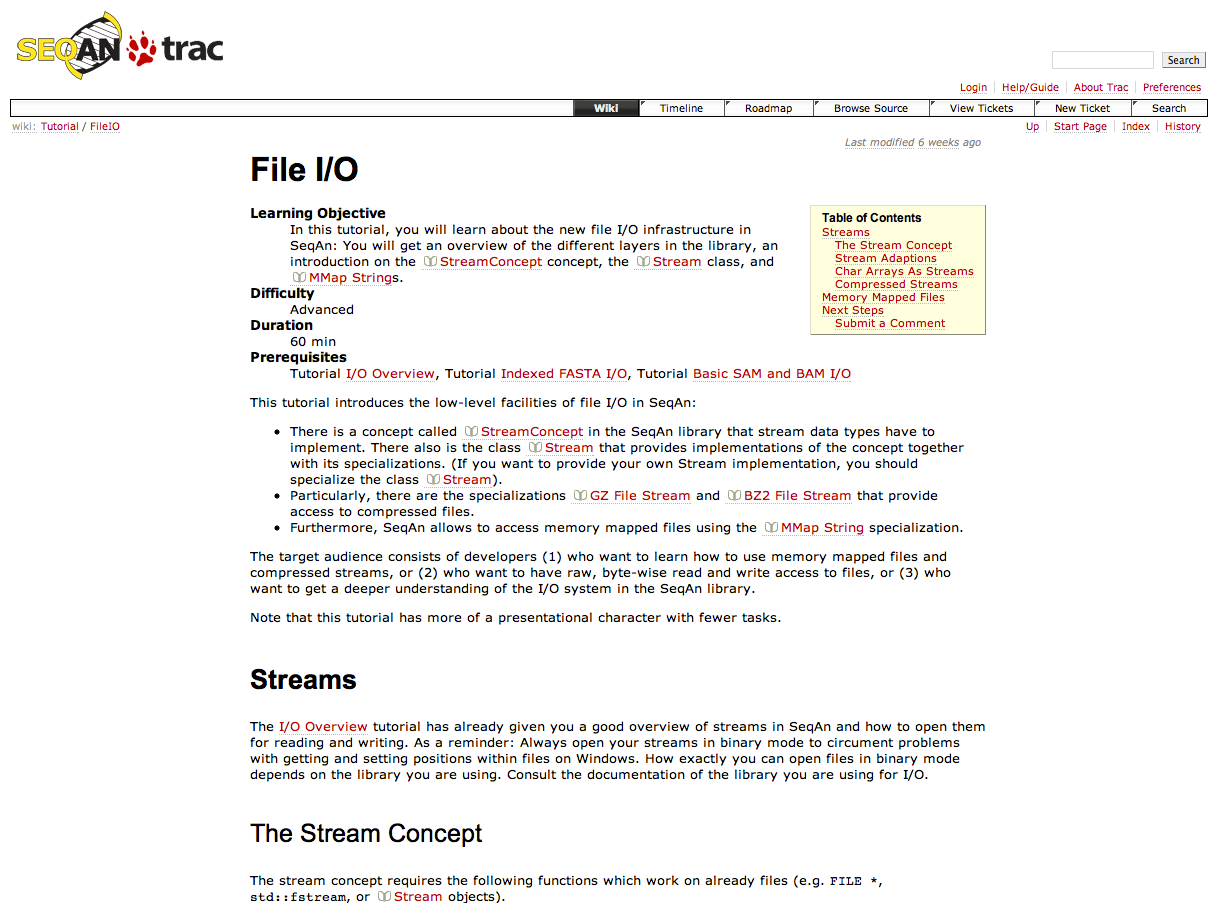 SEQAN trac
Search
Login Help/Guide About Trac Preferences
Wiki Timeline Roadmap Browse Source View Tickets New Ticket Search
wiki: Tutorial / FileIO
Up Start Page Index History
Last modified 6 weeks ago
File I/O
Learning Objective
In this tutorial, you will learn about the new file I/O infrastructure in
SeqAn: You will get an overview of the different layers in the library, an
introduction on the StreamConcept concept, the Stream class, and
MMap Strings.
Difficulty
Advanced
Duration
60 min
Prerequisites
Tutorial I/O Overview, Tutorial Indexed FASTA I/O, Tutorial Basic SAM and BAM I/O
Table of Contents
Streams
The Stream Concept
Stream Adaptions
Char Arrays As Streams
Compressed Streams
Memory Mapped Files
Next Steps
Submit a Comment
This tutorial introduces the low-level facilities of file I/O in SeqAn:
• There is a concept called StreamConcept in the SeqAn library that stream data types have to
implement. There also is the class Stream that provides implementations of the concept together
with its specializations. (If you want to provide your own Stream implementation, you should
specialize the class Stream).
• Particularly, there are the specializations GZ File Stream and BZ2 File Stream that provide
access to compressed files.
• Furthermore, SeqAn allows to access memory mapped files using the MMap String specialization.
The target audience consists of developers (1) who want to learn how to use memory mapped files and
compressed streams, or (2) who want to have raw, byte-wise read and write access to files, or (3) who
want to get a deeper understanding of the I/O system in the SeqAn library.
Note that this tutorial has more of a presentational character with fewer tasks.
Streams
The I/O Overview tutorial has already given you a good overview of streams in SeqAn and how to open them
for reading and writing. As a reminder: Always open your streams in binary mode to circument problems
with getting and setting positions within files on Windows. How exactly you can open files in binary mode
depends on the library you are using. Consult the documentation of the library you are using for I/O.
The Stream Concept
The stream concept requires the following functions which work on already files (e.g. FILE *,
std::fstream, or Stream objects).